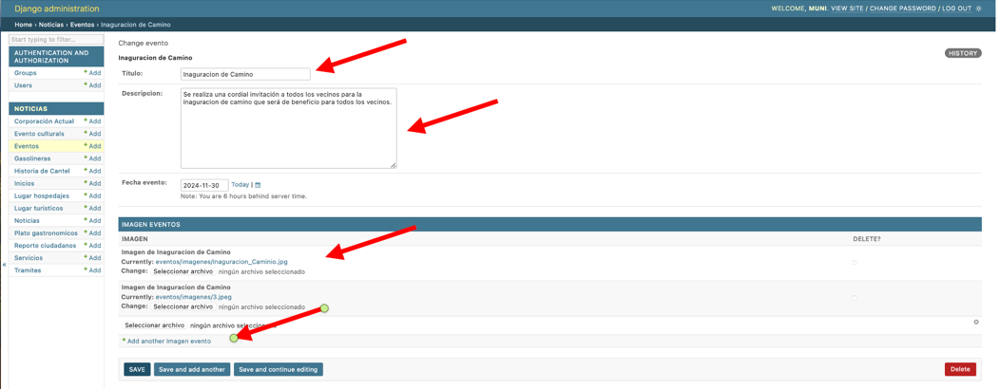 Django administration
WELCOME, MUNI. VIEW SITE / CHANGE PASSWORD / LOG OUT
Home › Noticias › Eventos › Inaguracion de Camino
Start typing to filter...
AUTHENTICATION AND AUTHORIZATION
Groups + Add
Users + Add
NOTICIAS
Corporación Actual + Add
Evento culturals + Add
Eventos + Add
Gasolineras + Add
Historia de Cantel + Add
Inicios + Add
Lugar hospedajes + Add
Lugar turisticos + Add
Noticias + Add
Plato gastronomicos + Add
Reporte ciudadanos + Add
Servicios + Add
Tramites + Add
«
Change evento
HISTORY
Inaguracion de Camino
Titulo: Inaguracion de Camino
Descripcion: Se realiza una cordial invitación a todos los vecinos para la
inaguracion de camino que será de beneficio para todos los vecinos.
Fecha evento: 2024-11-30 Today |
Note: You are 6 hours behind server time.
IMAGEN EVENTOS
IMAGEN DELETE?
Imagen de Inaguracion de Camino
Currently: eventos/imagenes/Inaguracion_Caminio.jpg
Change: Seleccionar archivo ningún archivo seleccionado
Imagen de Inaguracion de Camino
Currently: eventos/imagenes/3.jpeg
Change: Seleccionar archivo ningún archivo seleccionado
Seleccionar archivo ningún archivo seleccionado
+ Add another Imagen evento
SAVE Save and add another Save and continue editing Delete